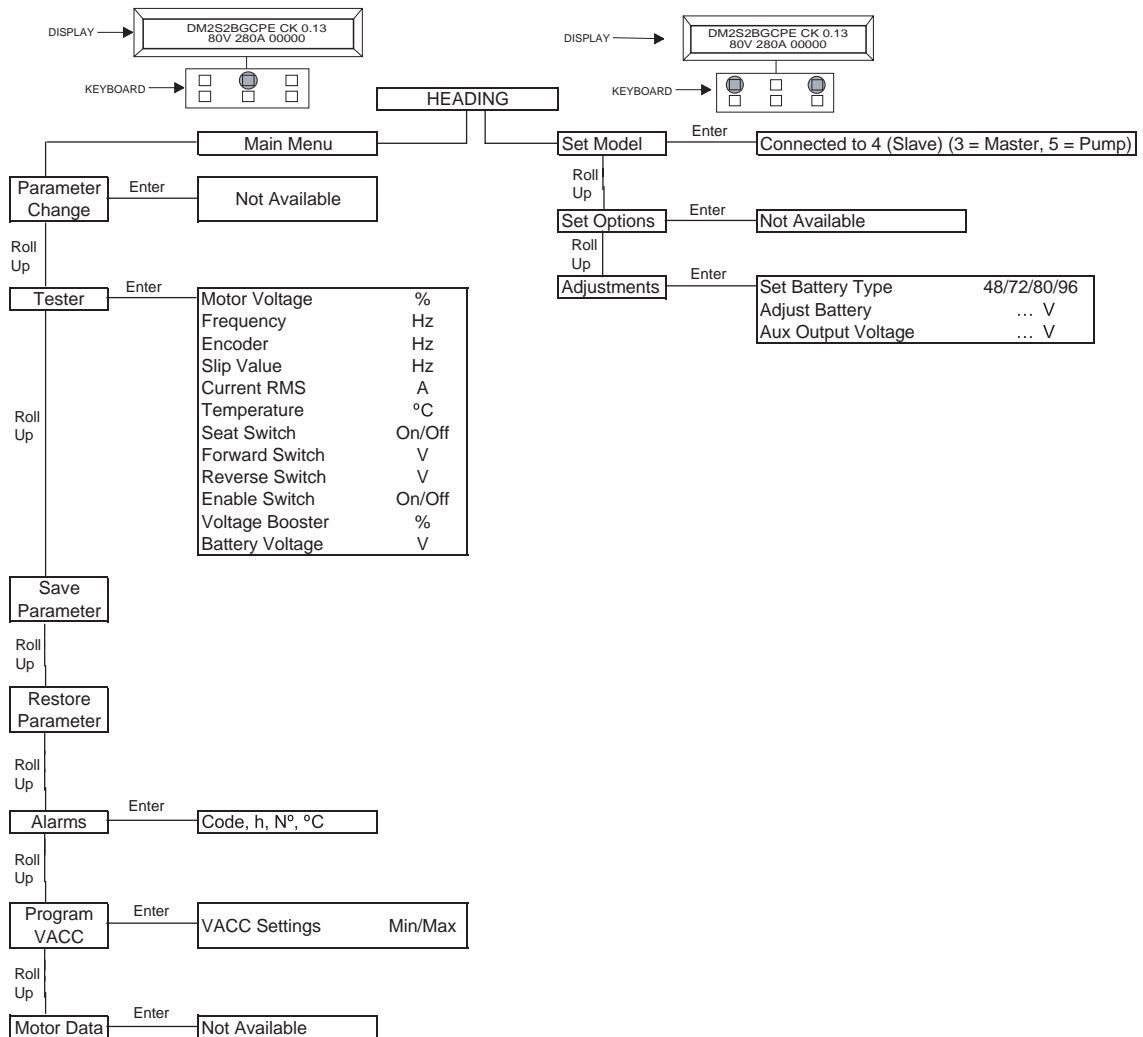 DISPLAY
DM2S2BGCPE CK 0.13
80V 280A 00000
KEYBOARD
DISPLAY
DM2S2BGCPE CK 0.13
80V 280A 00000
KEYBOARD
HEADING
Main Menu
Set Model
Enter
Connected to 4 (Slave) (3 = Master, 5 = Pump)
Parameter
Change
Enter
Not Available
Roll
Up
Set Options
Enter
Not Available
Roll
Up
Roll
Up
Adjustments
Enter
Set Battery Type 48/72/80/96
Adjust Battery ... V
Aux Output Voltage ... V
Tester
Enter
Motor Voltage %
Frequency Hz
Encoder Hz
Slip Value Hz
Current RMS A
Temperature ºC
Seat Switch On/Off
Forward Switch V
Reverse Switch V
Enable Switch On/Off
Voltage Booster %
Battery Voltage V
Roll
Up
Save
Parameter
Roll
Up
Restore
Parameter
Roll
Up
Alarms
Enter
Code, h, Nº, ºC
Roll
Up
Program
VACC
Enter
VACC Settings Min/Max
Roll
Up
Motor Data
Enter
Not Available